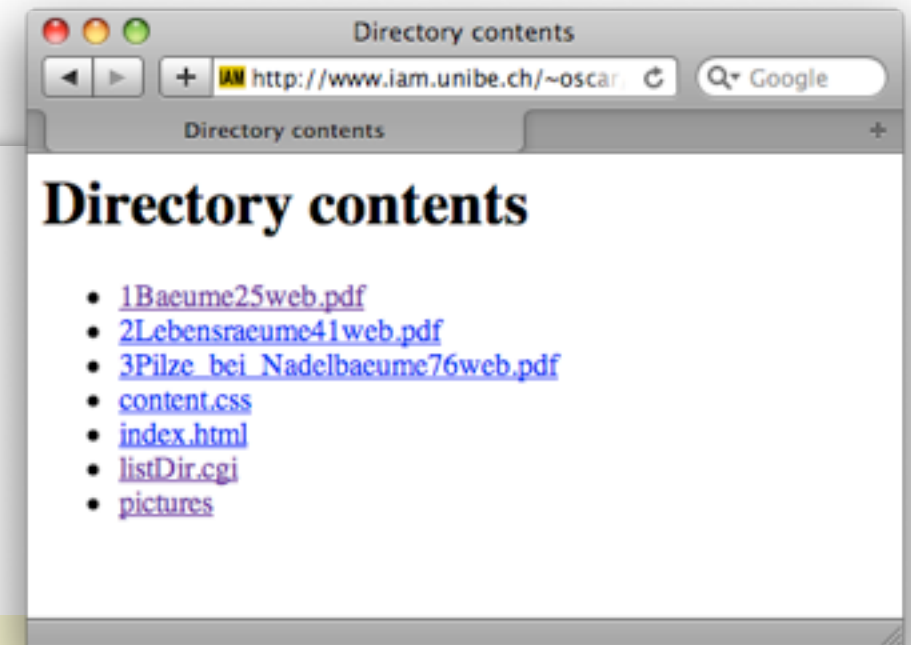 Directory contents
IAM http://www.iam.unibe.ch/~oscar/ Google
Directory contents
Directory contents
1Baeume25web.pdf
2Lebensraeume41web.pdf
3Pilze_bei_Nadelbaeume76web.pdf
content.css
index.html
listDir.cgi
pictures